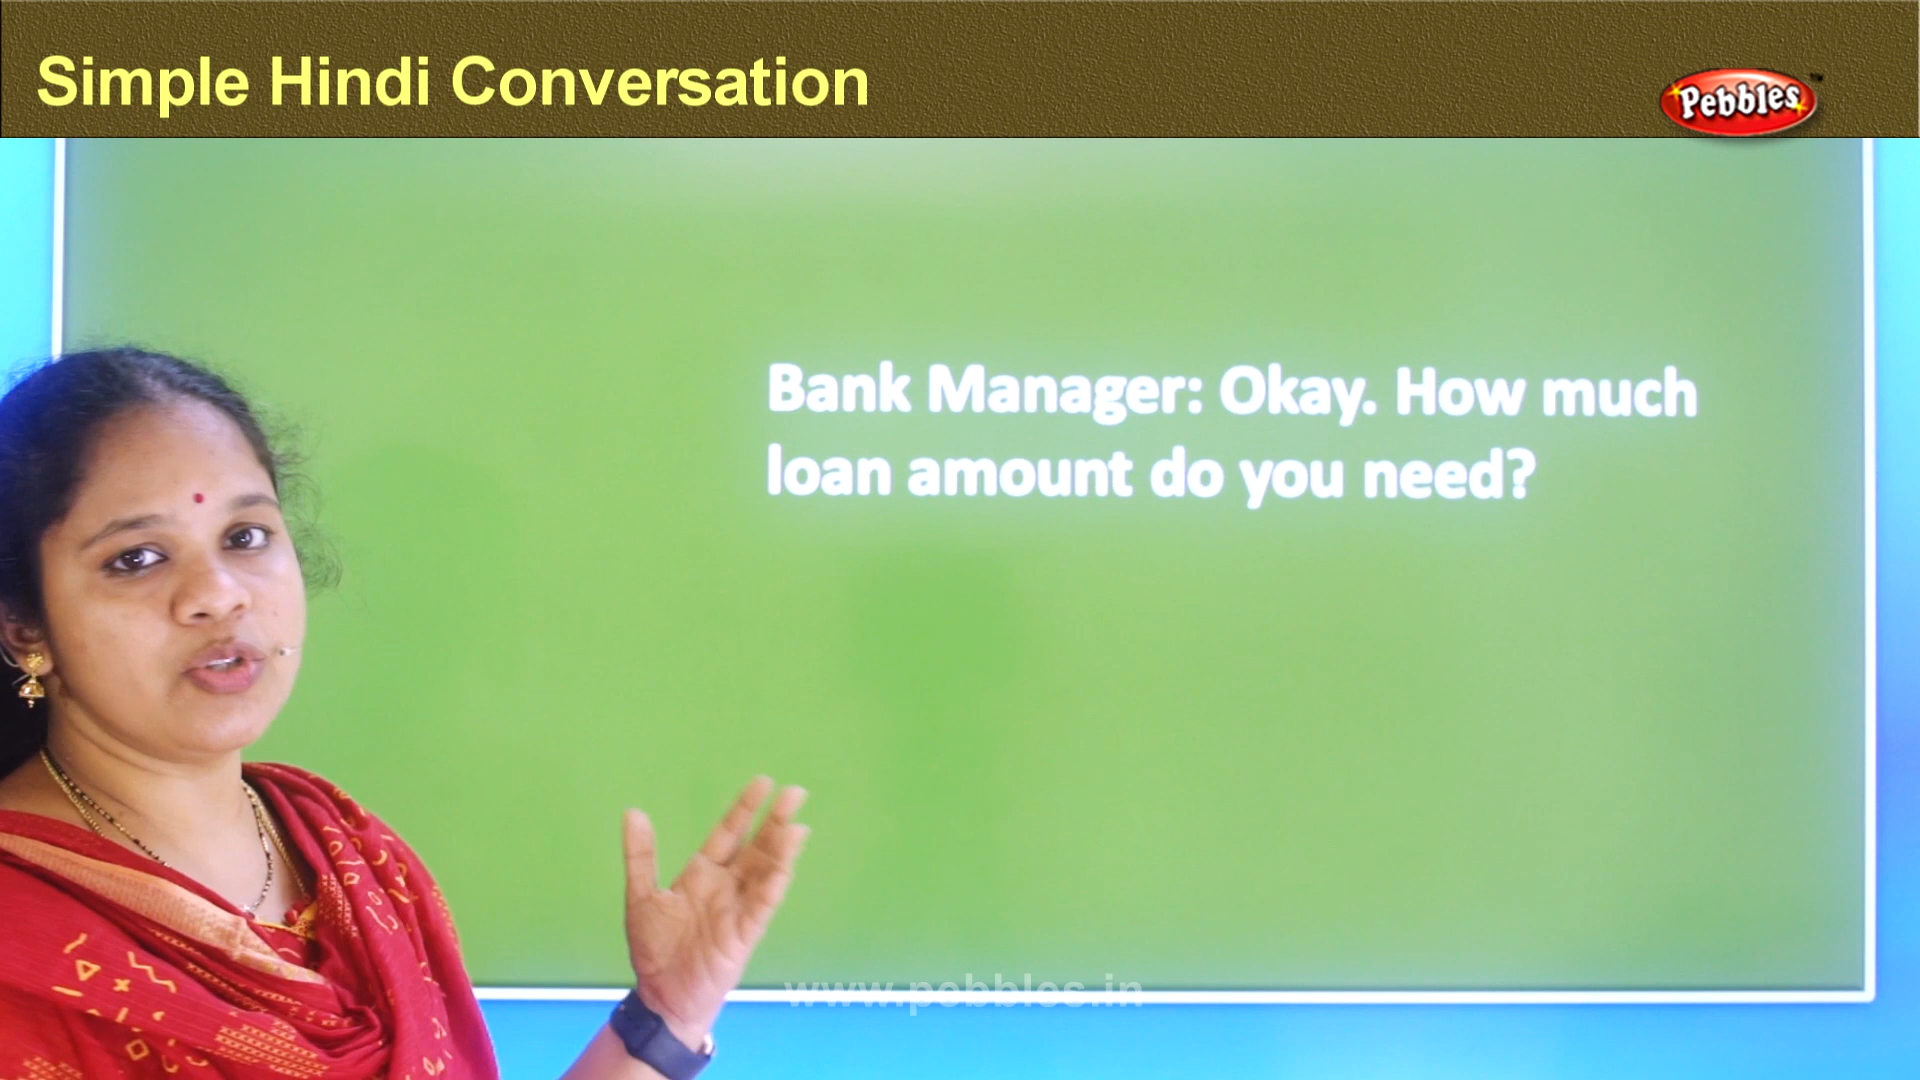 Simple Hindi Conversation
Pebbles
Bank Manager: Okay. How much
loan amount do you need?
www.pebbles.in